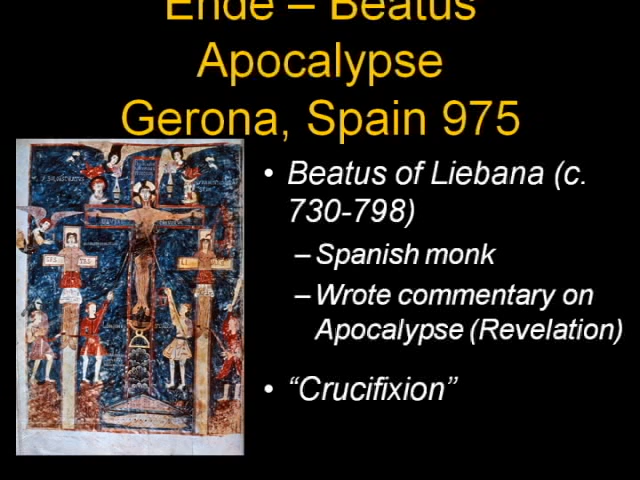 Ende – Beatus
Apocalypse
Gerona, Spain 975
• Beatus of Liebana (c.
730-798)
– Spanish monk
– Wrote commentary on
Apocalypse (Revelation)
• “Crucifixion”